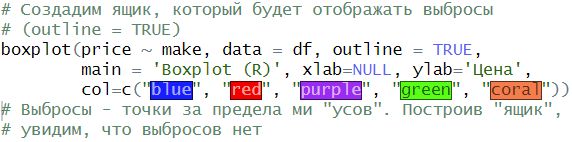 # Создадим ящик, который будет отображать выбросы
# (outline = TRUE)
boxplot(price ~ make, data = df, outline = TRUE,
main = 'Boxplot (R)', xlab=NULL, ylab='Цена',
col=c("blue", "red", "purple", "green", "coral"))
# Выбросы - точки за предела ми "усов". Построив "ящик",
# увидим, что выбросов нет